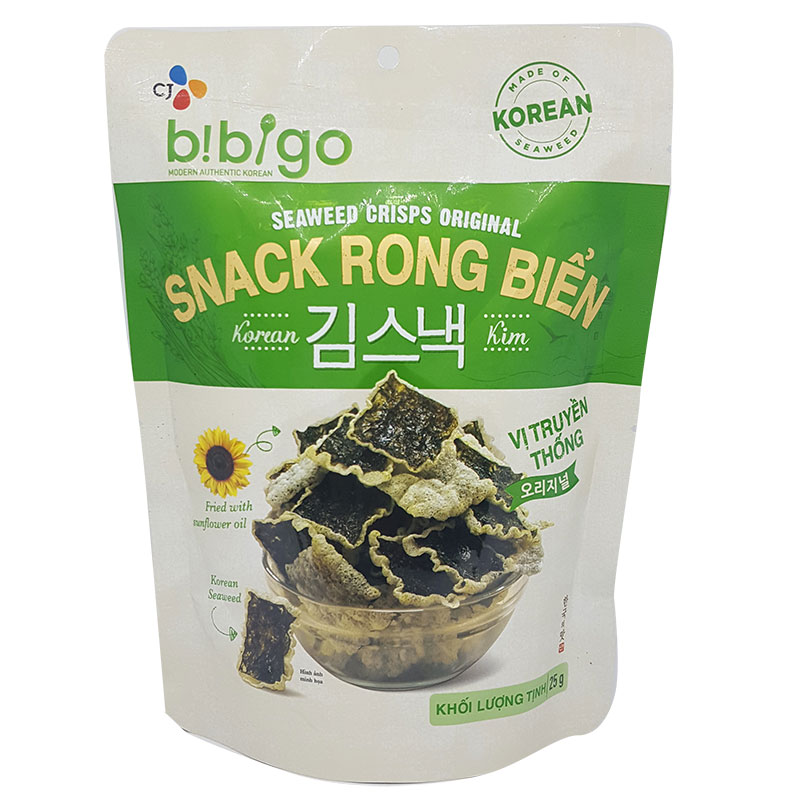 CJ
MADE OF
KOREAN
SEAWEED
b!bigo
MODERN AUTHENTIC KOREAN
SEAWEED CRISPS ORIGINAL
SNACK RONG BIỂN
Korean 김스낵 Kim
VỊ TRUYỀN
THỐNG
오리지널
Fried with
sunflower oil
Korean
Seaweed
Hình ảnh
minh họa
KHỐI LƯỢNG TỊNH 25 g